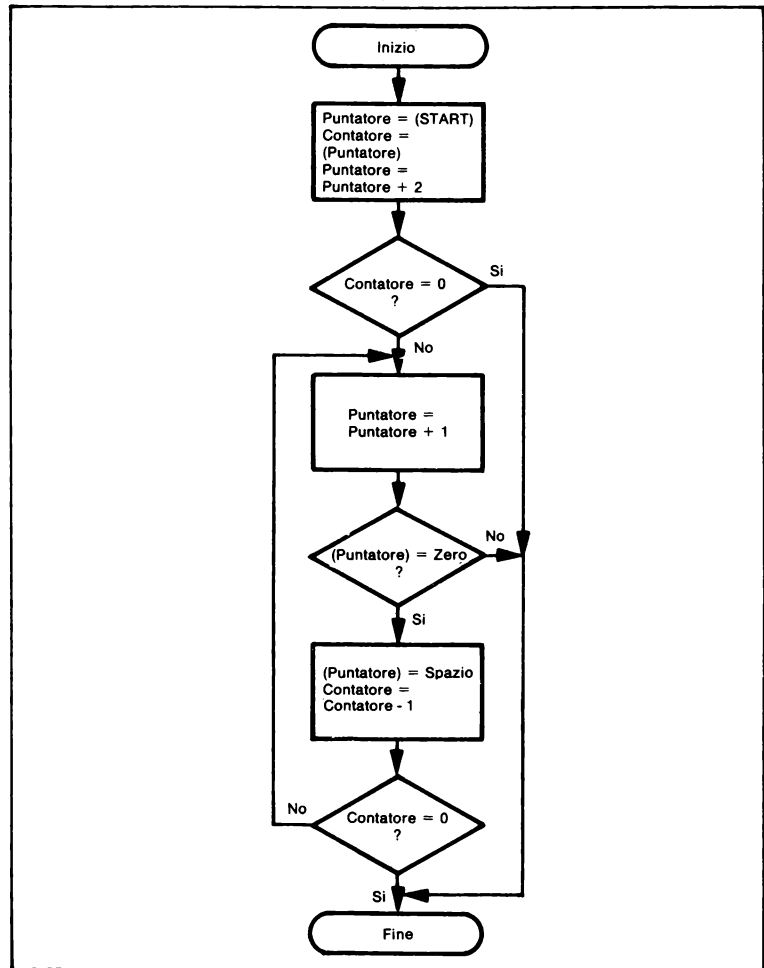 Inizio
Puntatore = (START)
Contatore =
(Puntatore)
Puntatore =
Puntatore + 2
Contatore = 0
?
Si
No
Puntatore =
Puntatore + 1
(Puntatore) = Zero
?
No
Si
(Puntatore) = Spazio
Contatore =
Contatore - 1
Contatore = 0
?
No
Si
Fine